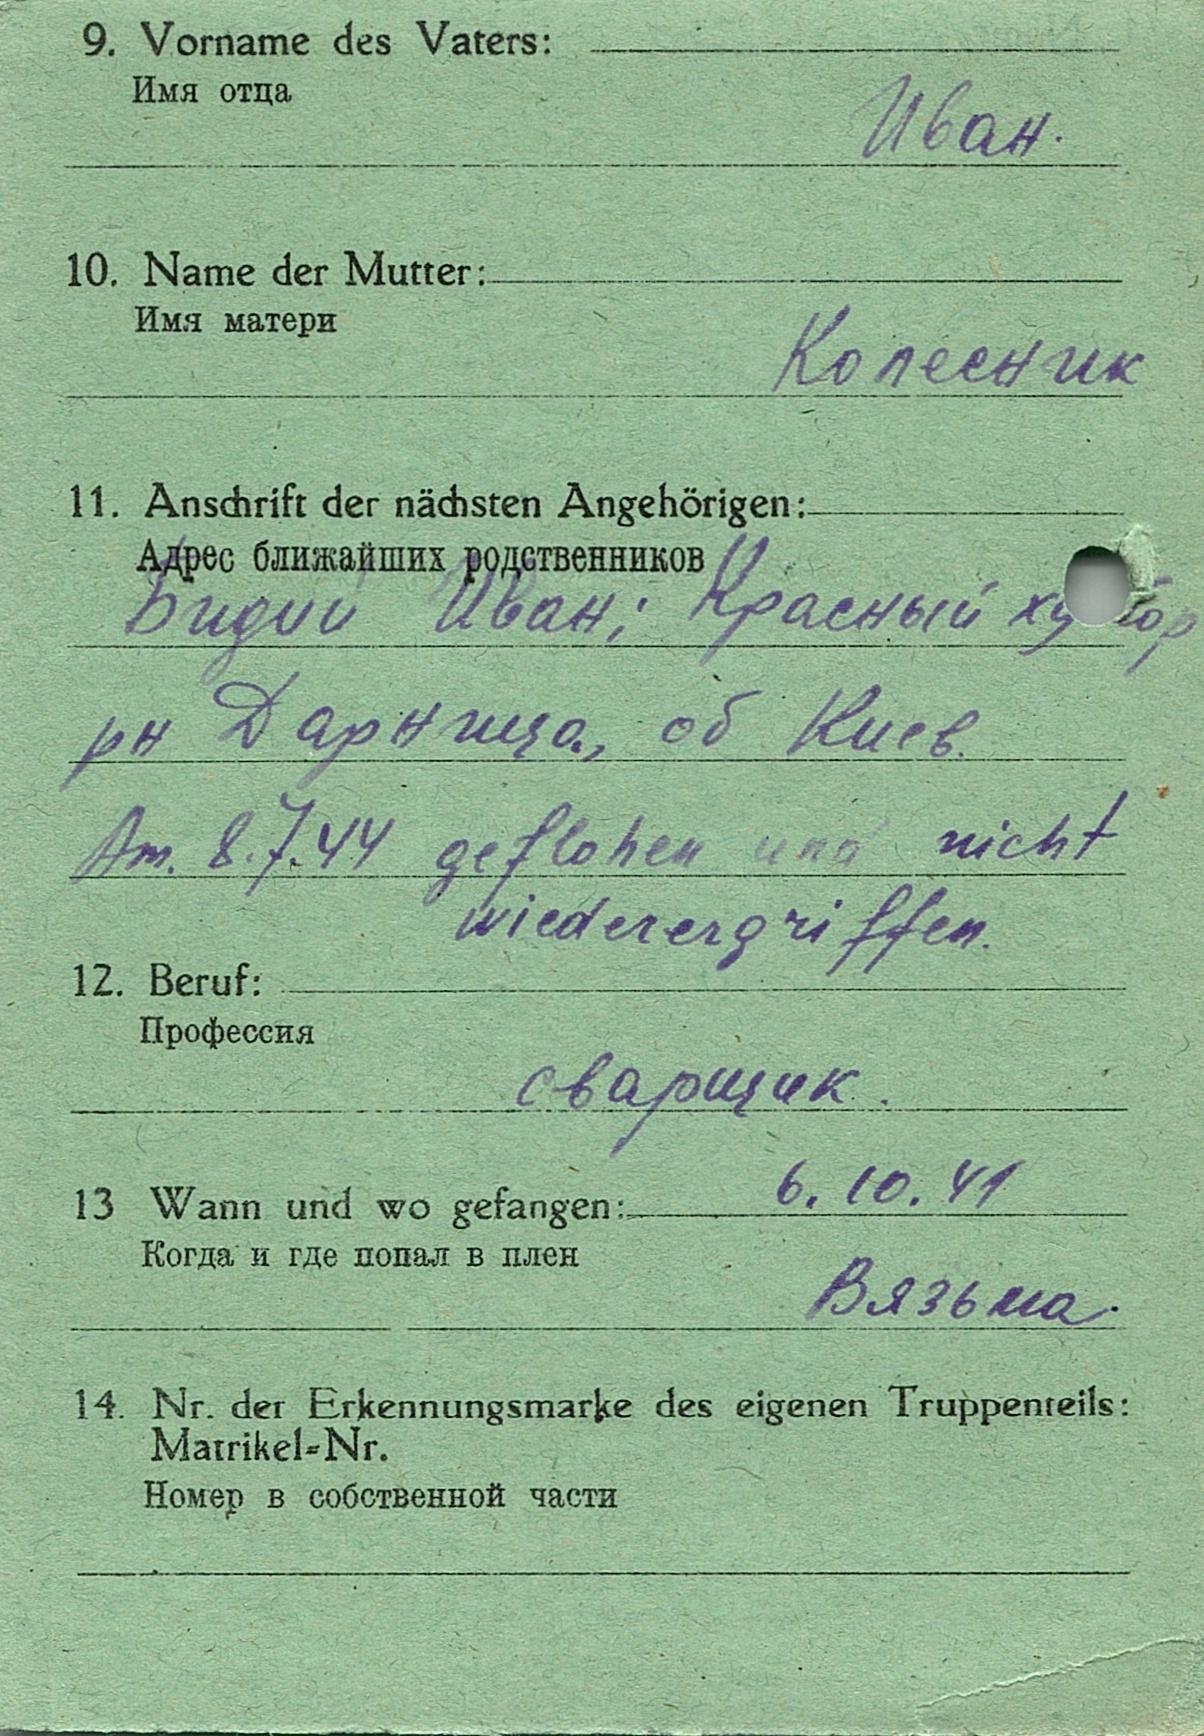 9. Vorname des Vaters:
Имя отца
Иван.
10. Name der Mutter:
Имя матери
Колесник
11. Anschrift der nächsten Angehörigen:
Адрес ближайших родственников
Бидий Иван; Красный хутор
рн Дарница, об Киев.
Am. 8.7.44 geflohen und nicht
wiederergriffen.
12. Beruf:
Профессия
сварщик.
13 Wann und wo gefangen: 6.10.41
Когда и где попал в плен
Вязьма.
14. Nr. der Erkennungsmarke des eigenen Truppenteils:
Matrikel-Nr.
Номер в собственной части